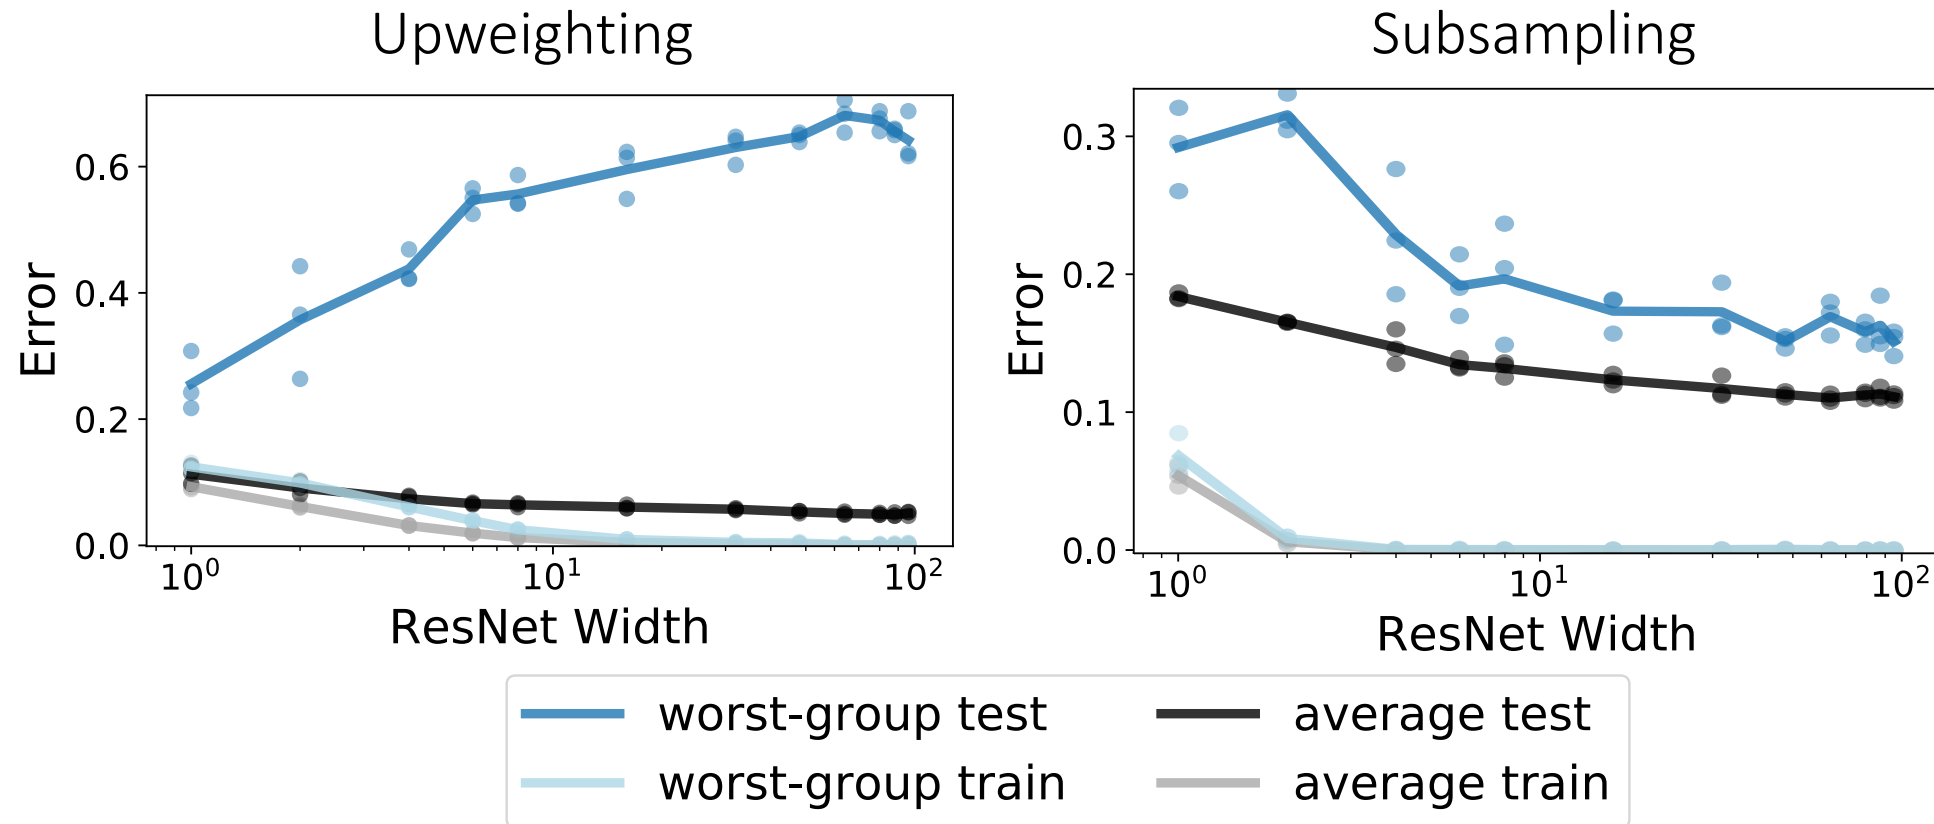 Upweighting
Subsampling
Error
0.6
0.4
0.2
0.0
10⁰
10¹
10²
ResNet Width
Error
0.3
0.2
0.1
0.0
10⁰
10¹
10²
ResNet Width
worst-group test
average test
worst-group train
average train